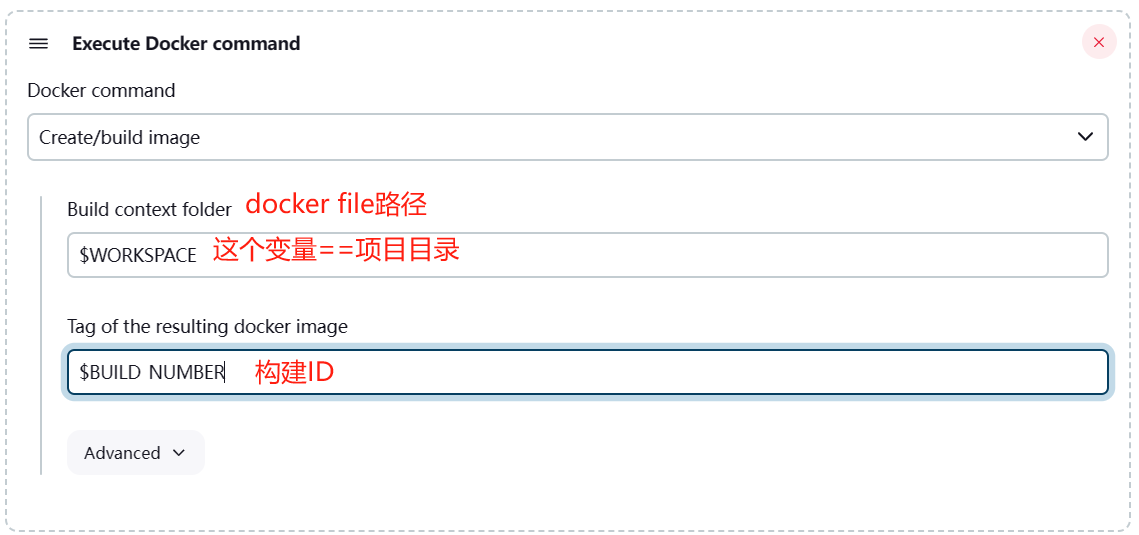 Execute Docker command
Docker command
Create/build image
Build context folder docker file路径
$WORKSPACE 这个变量==项目目录
Tag of the resulting docker image
$BUILD_NUMBER 构建ID
Advanced